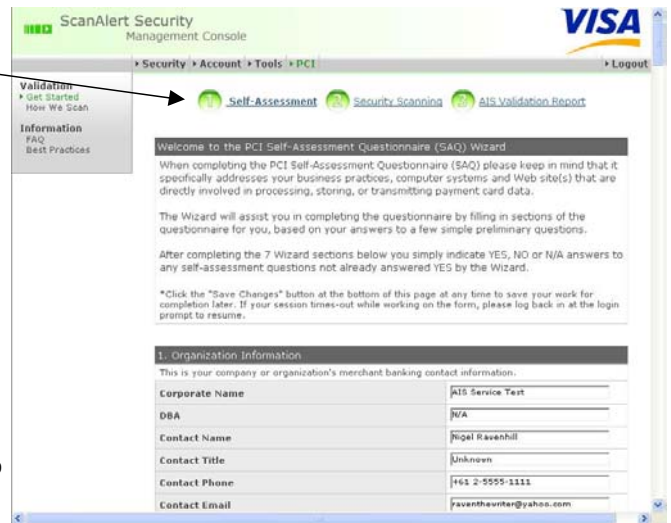 ScanAlert Security
Management Console
VISA
Security Account Tools PCI
Logout
Validation
Get Started
How We Scan
Information
FAQ
Best Practices
1 Self-Assessment 2 Security Scanning 3 AIS Validation Report
Welcome to the PCI Self-Assessment Questionnaire (SAQ) Wizard
When completing the PCI Self-Assessment Questionnaire (SAQ) please keep in mind that it
specifically addresses your business practices, computer systems and Web site(s) that are
directly involved in processing, storing, or transmitting payment card data.
The Wizard will assist you in completing the questionnaire by filling in sections of the
questionnaire for you, based on your answers to a few simple preliminary questions.
After completing the 7 Wizard sections below you simply indicate YES, NO or N/A answers to
any self-assessment questions not already answered YES by the Wizard.
*Click the "Save Changes" button at the bottom of this page at any time to save your work for
completion later. If your session times-out while working on the form, please log back in at the login
prompt to resume.
1. Organization Information
This is your company or organization's merchant banking contact information.
Corporate Name AIS Service Test
DBA N/A
Contact Name Nigel Ravenhill
Contact Title Unknown
Contact Phone +61 2-5555-1111
Contact Email raventhewriter@yahoo.com